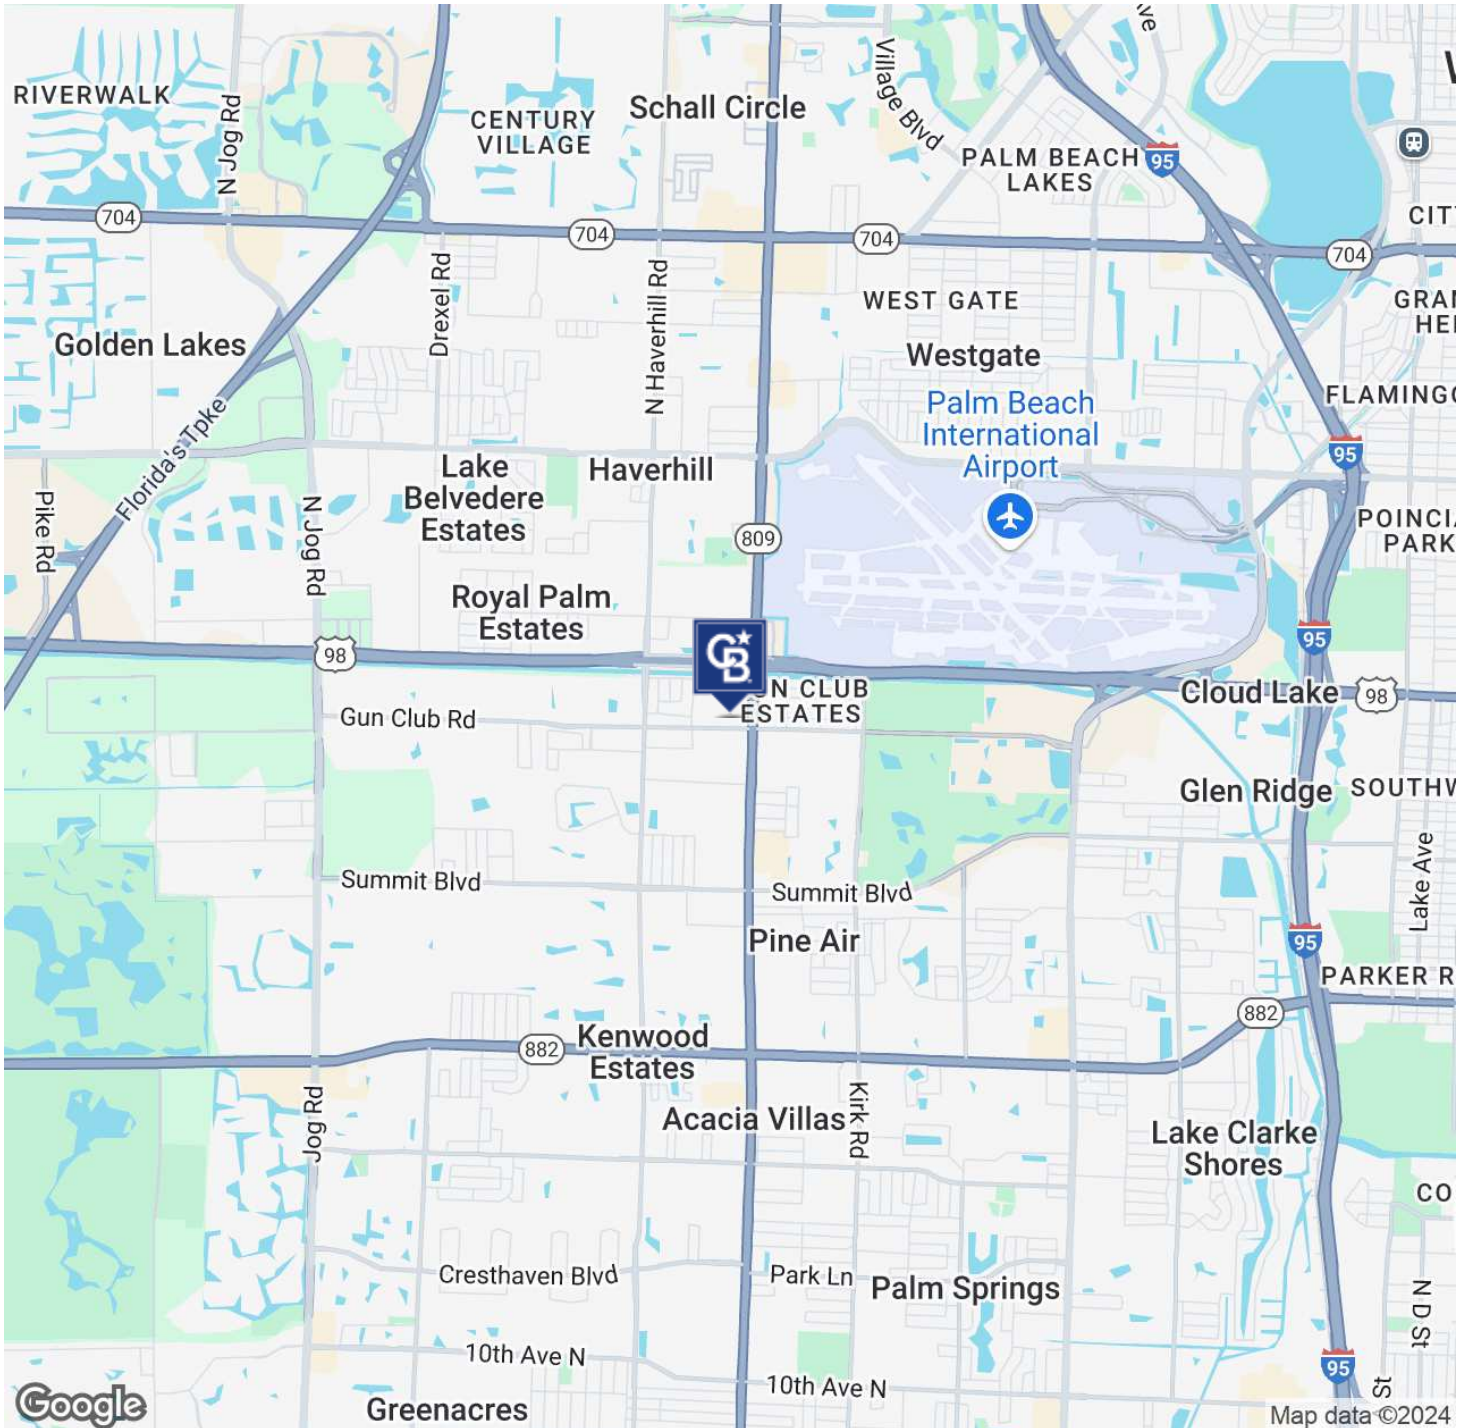 RIVERWALK
N Jog Rd
CENTURY
VILLAGE
Schall Circle
Village Blvd
PALM BEACH
LAKES
95
704
704
704
704
CIT
Drexel Rd
N Haverhill Rd
WEST GATE
GRA
HE
Golden Lakes
Westgate
FLAMING
Florida's Tpke
Palm Beach
International
Airport
95
Lake
Belvedere
Estates
Haverhill
Pike Rd
N Jog Rd
809
POINCI
PARK
Royal Palm
Estates
95
98
CB
UN CLUB
ESTATES
Cloud Lake
98
Gun Club Rd
Glen Ridge
SOUTHW
Lake Ave
Summit Blvd
Summit Blvd
Pine Air
95
PARKER R
882
882
Kenwood
Estates
Jog Rd
Acacia Villas
Kirk Rd
Lake Clarke
Shores
CO
Cresthaven Blvd
Park Ln
Palm Springs
N D St
10th Ave N
10th Ave N
95
St
Google
Greenacres
Map data ©2024